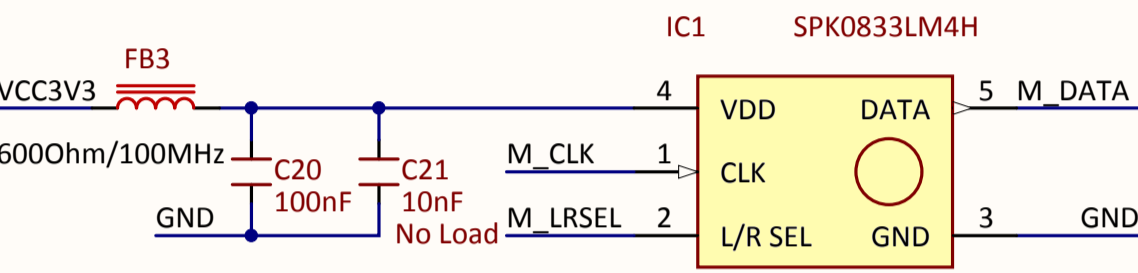 IC1 SPK0833LM4H
FB3
VCC3V3 4 5 M_DATA
VDD DATA
600Ohm/100MHz M_CLK 1
C20 C21 CLK
100nF 10nF
GND M_LRSEL 2 3 GND
No Load L/R SEL GND